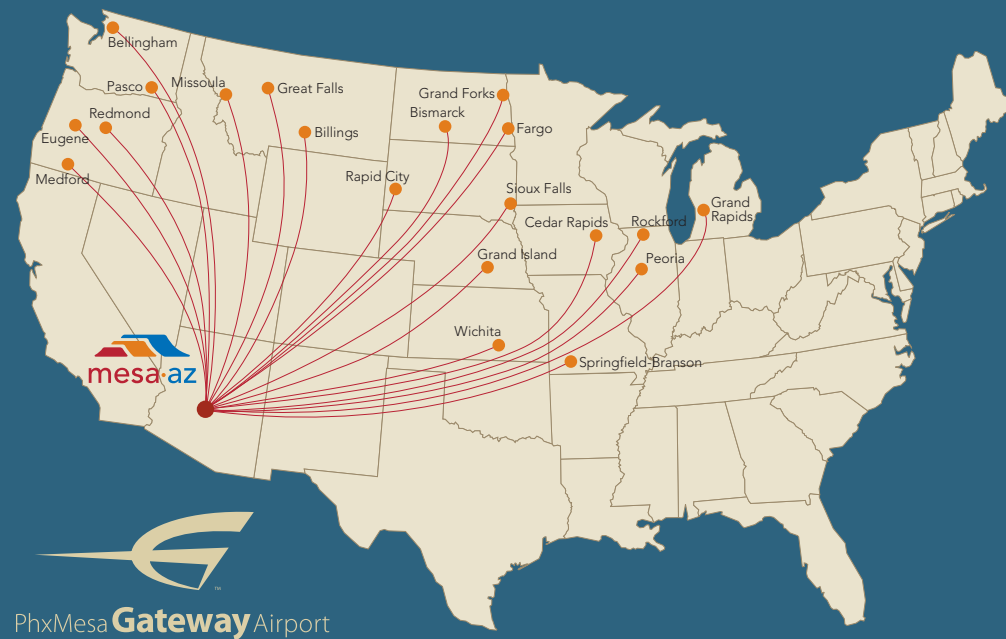 Bellingham
Pasco
Missoula
Great Falls
Grand Forks
Bismarck
Redmond
Eugene
Billings
Fargo
Medford
Rapid City
Sioux Falls
Grand
Rapids
Cedar Rapids
Rockford
Grand Island
Peoria
Wichita
Springfield-Branson
mesa·az
TM
PhxMesa Gateway Airport